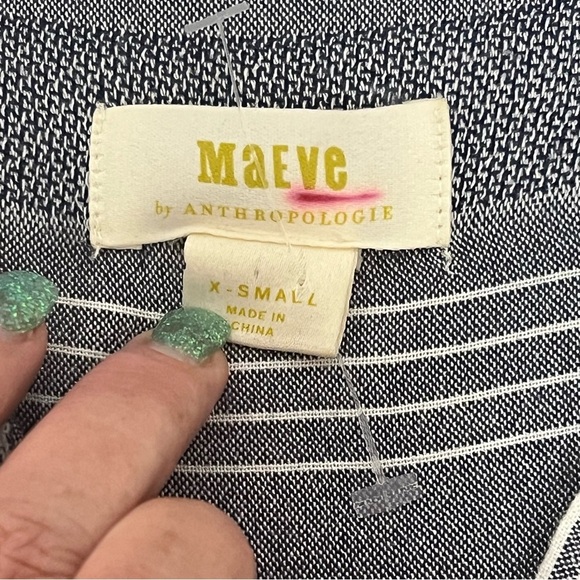 MaEve
by ANTHROPOLOGIE
X-SMALL
MADE IN
CHINA